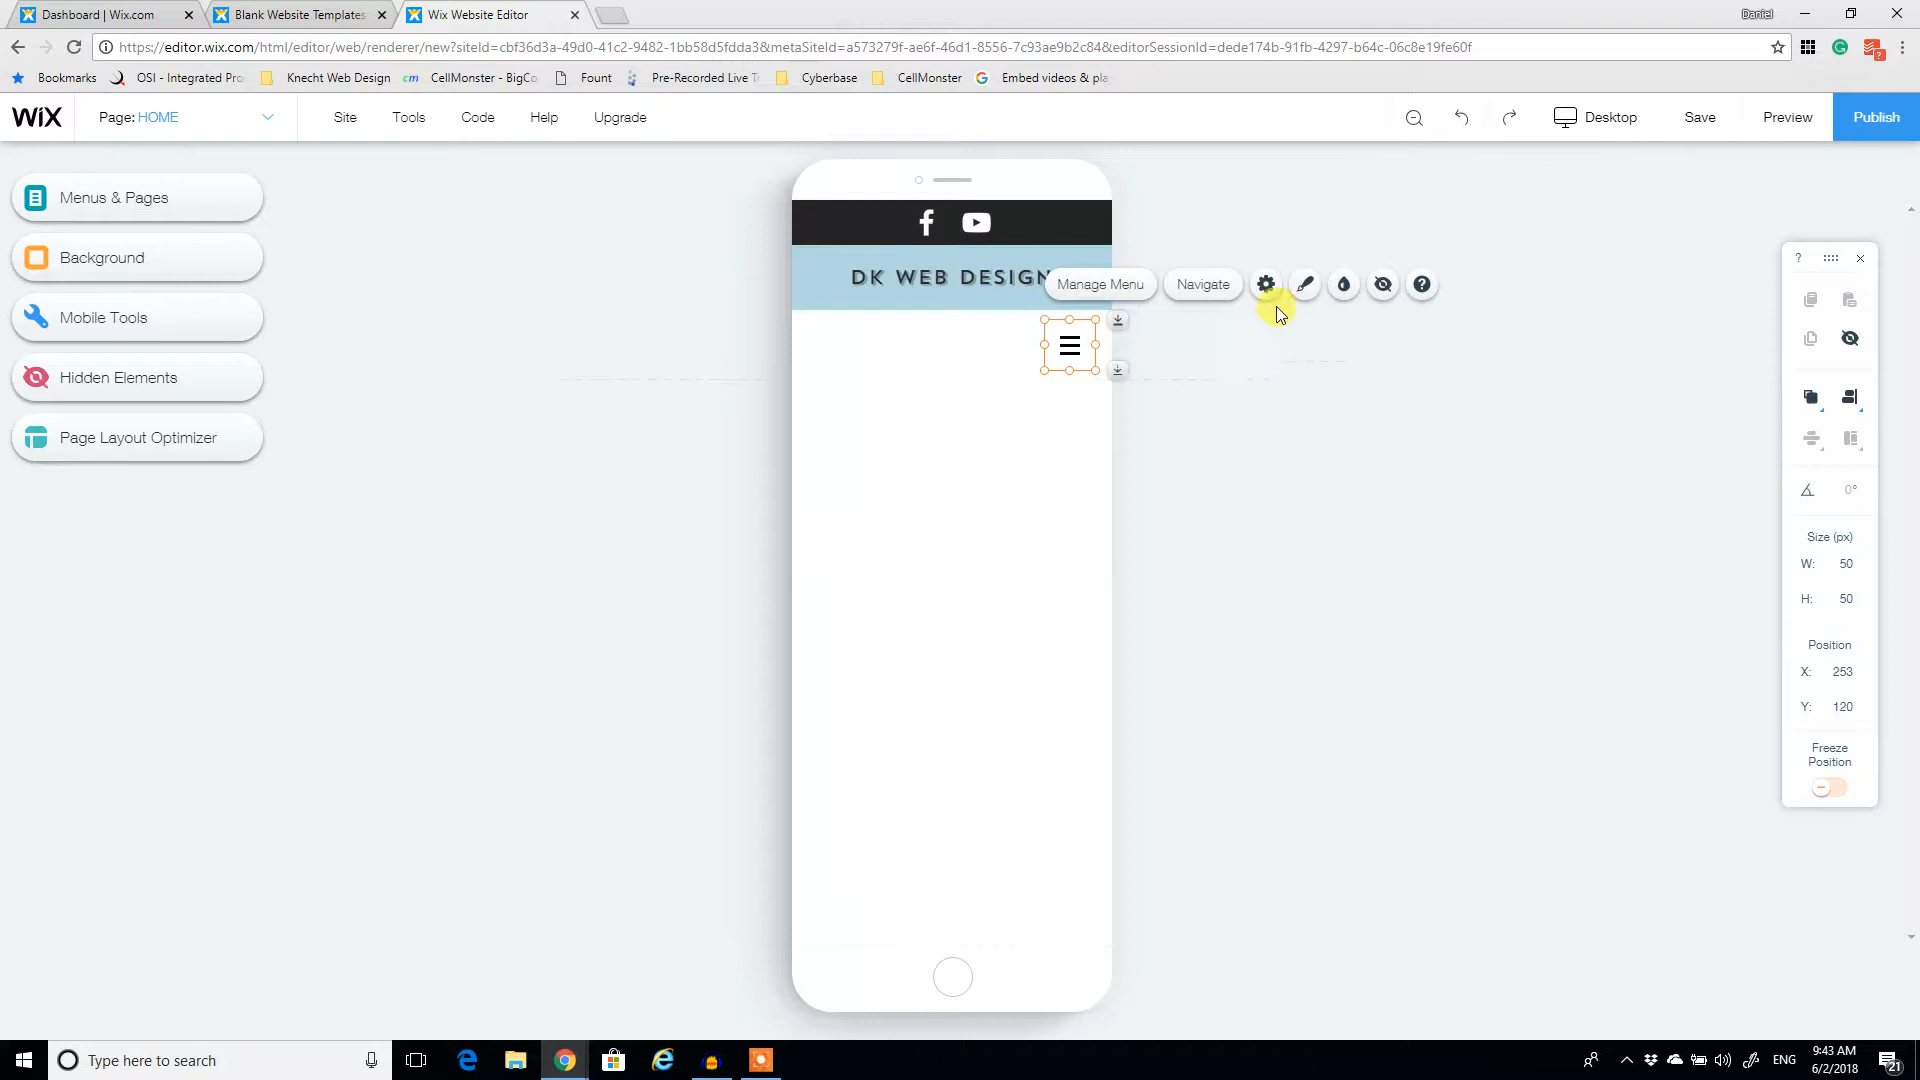 Dashboard | Wix.com
Blank Website Templates
Wix Website Editor
Daniel
https://editor.wix.com/html/editor/web/renderer/new?siteId=cbf36d3a-49d0-41c2-9482-1bb58d5fdda3&metaSiteId=a573279f-ae6f-46d1-8556-7c93ae9b2c84&editorSessionId=dede174b-91fb-4297-b64c-06c8e19fe60f
Bookmarks
OSI - Integrated Pro
Knecht Web Design
cm CellMonster - BigCo
Fount
Pre-Recorded Live T
Cyberbase
CellMonster
Embed videos & pla
WiX
Page: HOME
Site
Tools
Code
Help
Upgrade
Desktop
Save
Preview
Publish
Menus & Pages
Background
Mobile Tools
Hidden Elements
Page Layout Optimizer
DK WEB DESIGN
Manage Menu
Navigate
?
?
0°
Size (px)
W: 50
H: 50
Position
X: 253
Y: 120
Freeze
Position
Type here to search
ENG
9:43 AM
6/2/2018
21